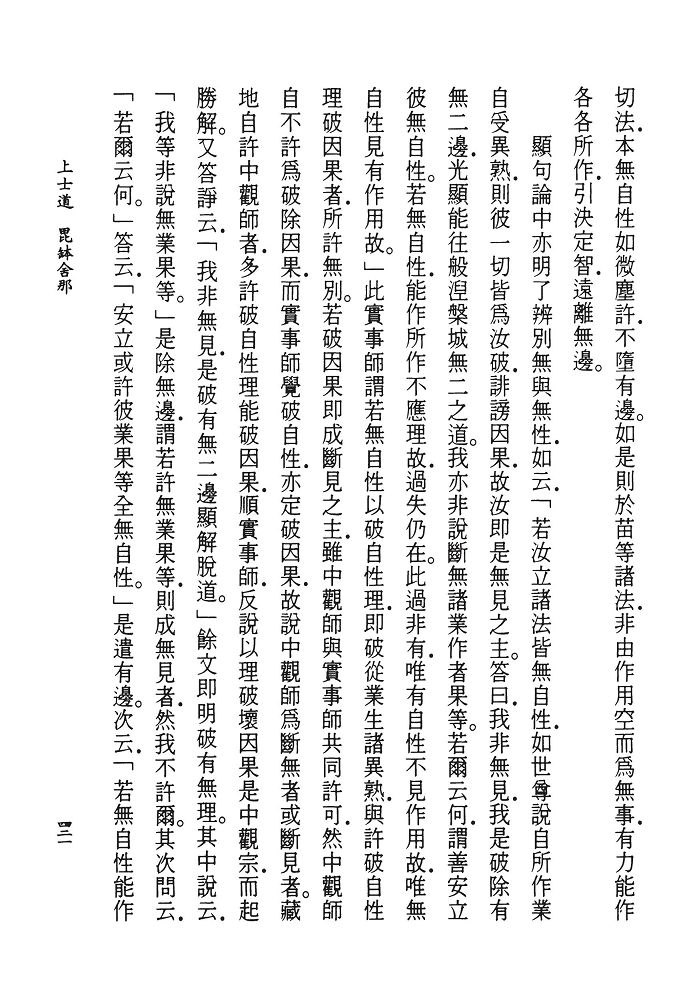 切法．本無自性如微塵許．不墮有邊。如是則於苗等諸法．非由作用空而爲無事．有力能作
各各所作．引決定智．遠離無邊。
顯句論中亦明了辨別無與無性．如云．「若汝立諸法皆無自性．如世尊說自所作業
自受異熟．則彼一切皆爲汝破．誹謗因果．故汝即是無見之主。答曰．我非無見．我是破除有
無二邊．光顯能往般涅槃城無二之道。我亦非說斷無諸業作者果等。若爾云何．謂善安立
彼無自性。若無自性．能作所作不應理故．過失仍在。此過非有．唯有自性不見作用故．唯無
自性見有作用故。」此實事師謂若無自性以破自性理．即破從業生諸異熟．與許破自性
理破因果者．所許無別。若破因果即成斷見之主．雖中觀師與實事師共同許可．然中觀師
自不許爲破除因果．而實事師覺破自性．亦定破因果．故說中觀師爲斷無者或斷見者。藏
地自許中觀師者．多許破自性理能破因果．順實事師．反說以理破壞因果是中觀宗．而起
勝解。又答諍云．「我非無見．是破有無二邊顯解脫道。」餘文即明破有無理。其中說云．
「我等非說無業果等。」是除無邊．謂若許無業果等．則成無見者．然我不許爾。其次問云．
「若爾云何。」答云．「安立或許彼業果等全無自性。」是遣有邊。次云．「若無自性能作
上士道　毘鉢舍那
四二一